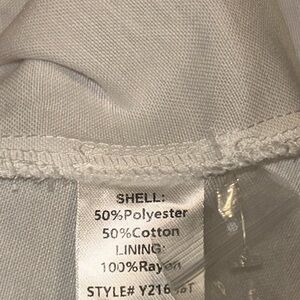 SHELL:
50%Polyester
50%Cotton
LINING:
100%Rayon
STYLE# Y216